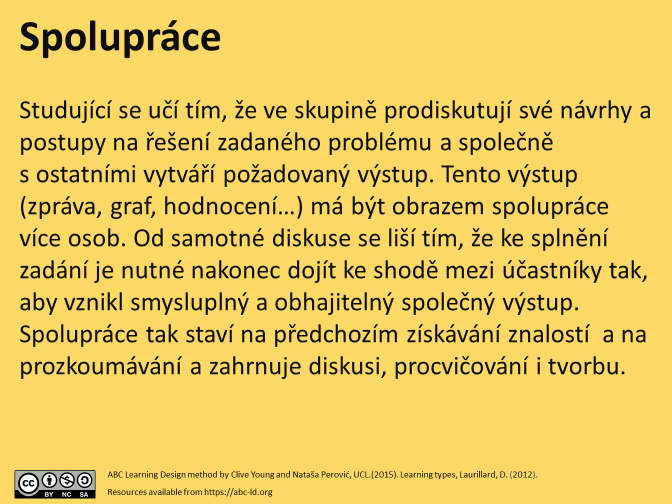 Spolupráce
Studující se učí tím, že ve skupině prodiskutují své návrhy a
postupy na řešení zadaného problému a společně
s ostatními vytváří požadovaný výstup. Tento výstup
(zpráva, graf, hodnocení…) má být obrazem spolupráce
více osob. Od samotné diskuse se liší tím, že ke splnění
zadání je nutné nakonec dojít ke shodě mezi účastníky tak,
aby vznikl smysluplný a obhajitelný společný výstup.
Spolupráce tak staví na předchozím získávání znalostí  a na
prozkoumávání a zahrnuje diskusi, procvičování i tvorbu.
cc BY NC SA
ABC Learning Design method by Clive Young and Nataša Perović, UCL.(2015). Learning types, Laurillard, D. (2012).
Resources available from https://abc-ld.org